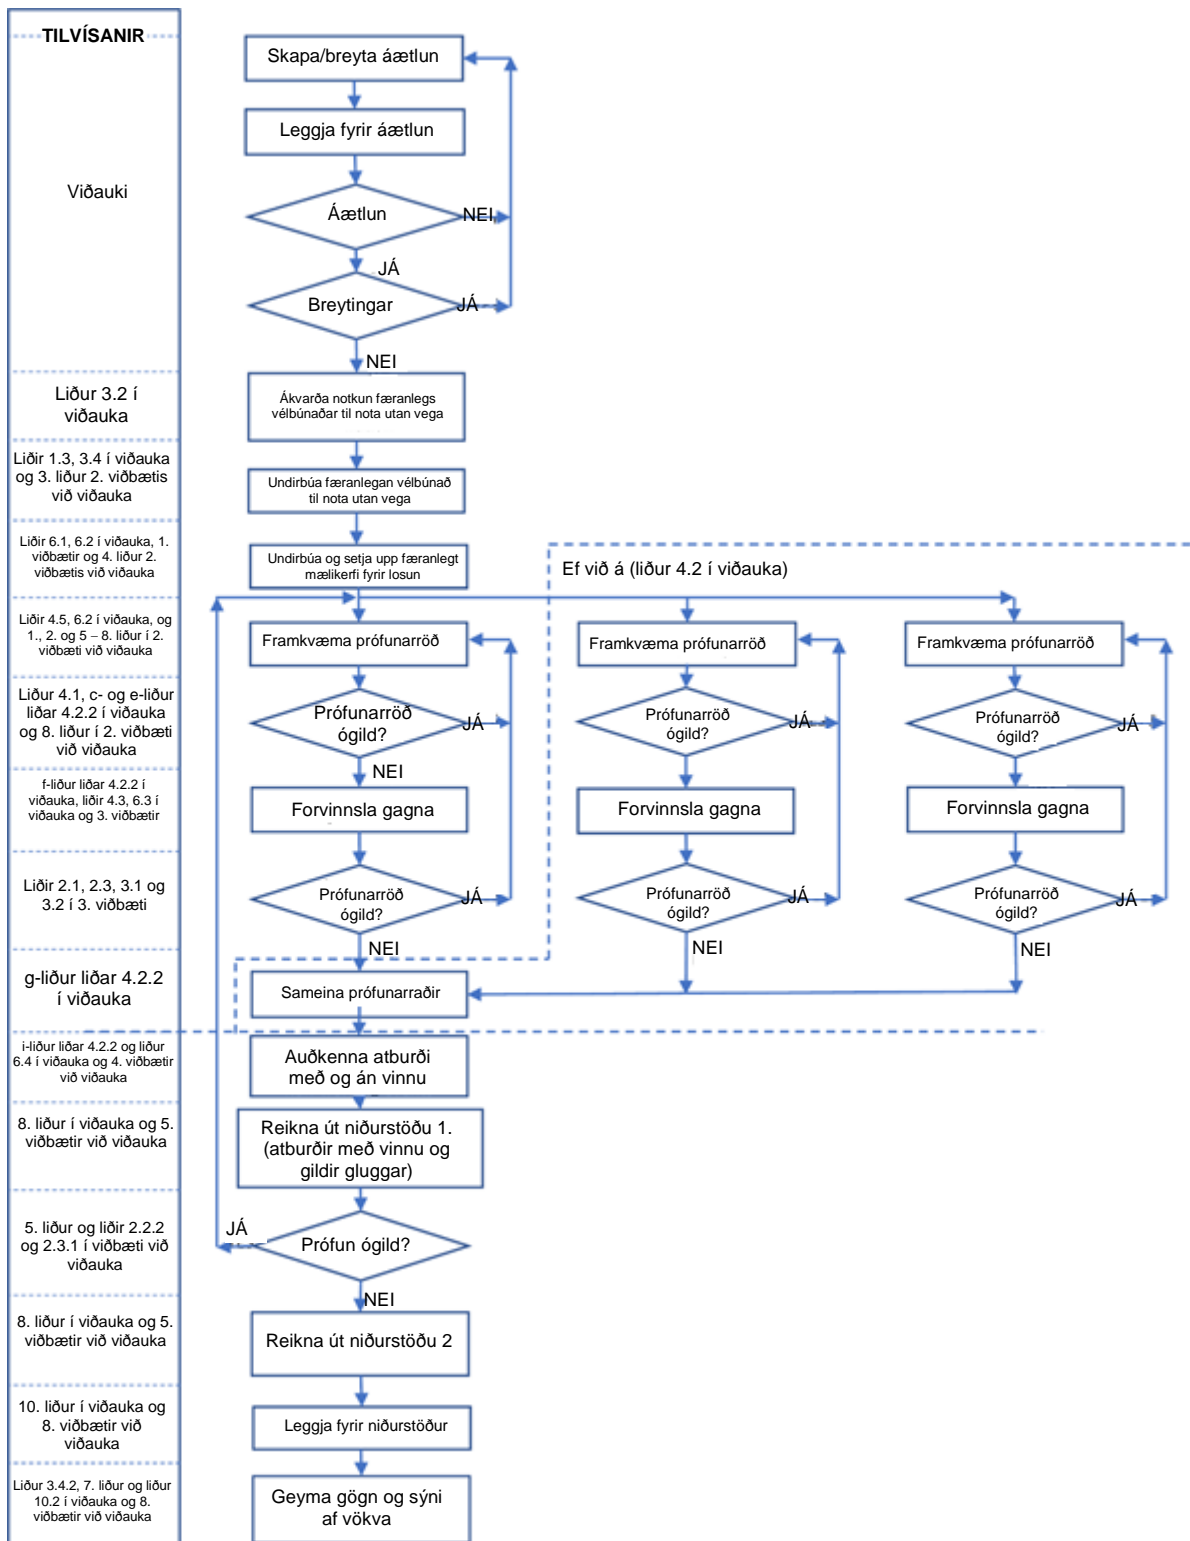 TILVÍSANIR
Viðauki
Liður 3.2 í
viðauka
Liðir 1.3, 3.4 í viðauka
og 3. liður 2. viðbætis
við viðauka
Liðir 6.1, 6.2 í viðauka, 1.
viðbætir og 4. liður 2.
viðbætis við viðauka
Liðir 4.5, 6.2 í viðauka, og
1., 2. og 5 – 8. liður í 2.
viðbæti við viðauka
Liður 4.1, c- og e-liður
liðar 4.2.2 í viðauka
og 8. liður í 2. viðbæti
við viðauka
f-liður liðar 4.2.2 í
viðauka, liðir 4.3, 6.3 í
viðauka og 3. viðbætir
Liðir 2.1, 2.3, 3.1 og
3.2 í 3. viðbæti
g-liður liðar 4.2.2
í viðauka
i-liður liðar 4.2.2 og liður
6.4 í viðauka og 4. viðbætir
við viðauka
8. liður í viðauka og 5.
viðbætir við viðauka
5. liður og liðir 2.2.2
og 2.3.1 í viðbæti við
viðauka
8. liður í viðauka og 5.
viðbætir við viðauka
10. liður í viðauka og
8. viðbætir við
viðauka
Liður 3.4.2, 7. liður og liður
10.2 í viðauka og 8.
viðbætir við viðauka
Skapa/breyta áætlun
Leggja fyrir áætlun
Áætlun
NEI
JÁ
Breytingar
JÁ
NEI
Ákvarða notkun færanlegs
vélbúnaðar til nota utan vega
Undirbúa færanlegan vélbúnað
til nota utan vega
Undirbúa og setja upp færanlegt
mælikerfi fyrir losun
Ef við á (liður 4.2 í viðauka)
Framkvæma prófunarröð
Prófunarröð
ógild?
JÁ
NEI
Forvinnsla gagna
Prófunarröð
ógild?
JÁ
NEI
Framkvæma prófunarröð
Prófunarröð
ógild?
JÁ
Forvinnsla gagna
Prófunarröð
ógild?
JÁ
NEI
Framkvæma prófunarröð
Prófunarröð
ógild?
JÁ
Forvinnsla gagna
Prófunarröð
ógild?
JÁ
NEI
Sameina prófunarraðir
Auðkenna atburði
með og án vinnu
Reikna út niðurstöðu 1.
(atburðir með vinnu og
gildir gluggar)
JÁ
Prófun ógild?
NEI
Reikna út niðurstöðu 2
Leggja fyrir niðurstöður
Geyma gögn og sýni
af vökva